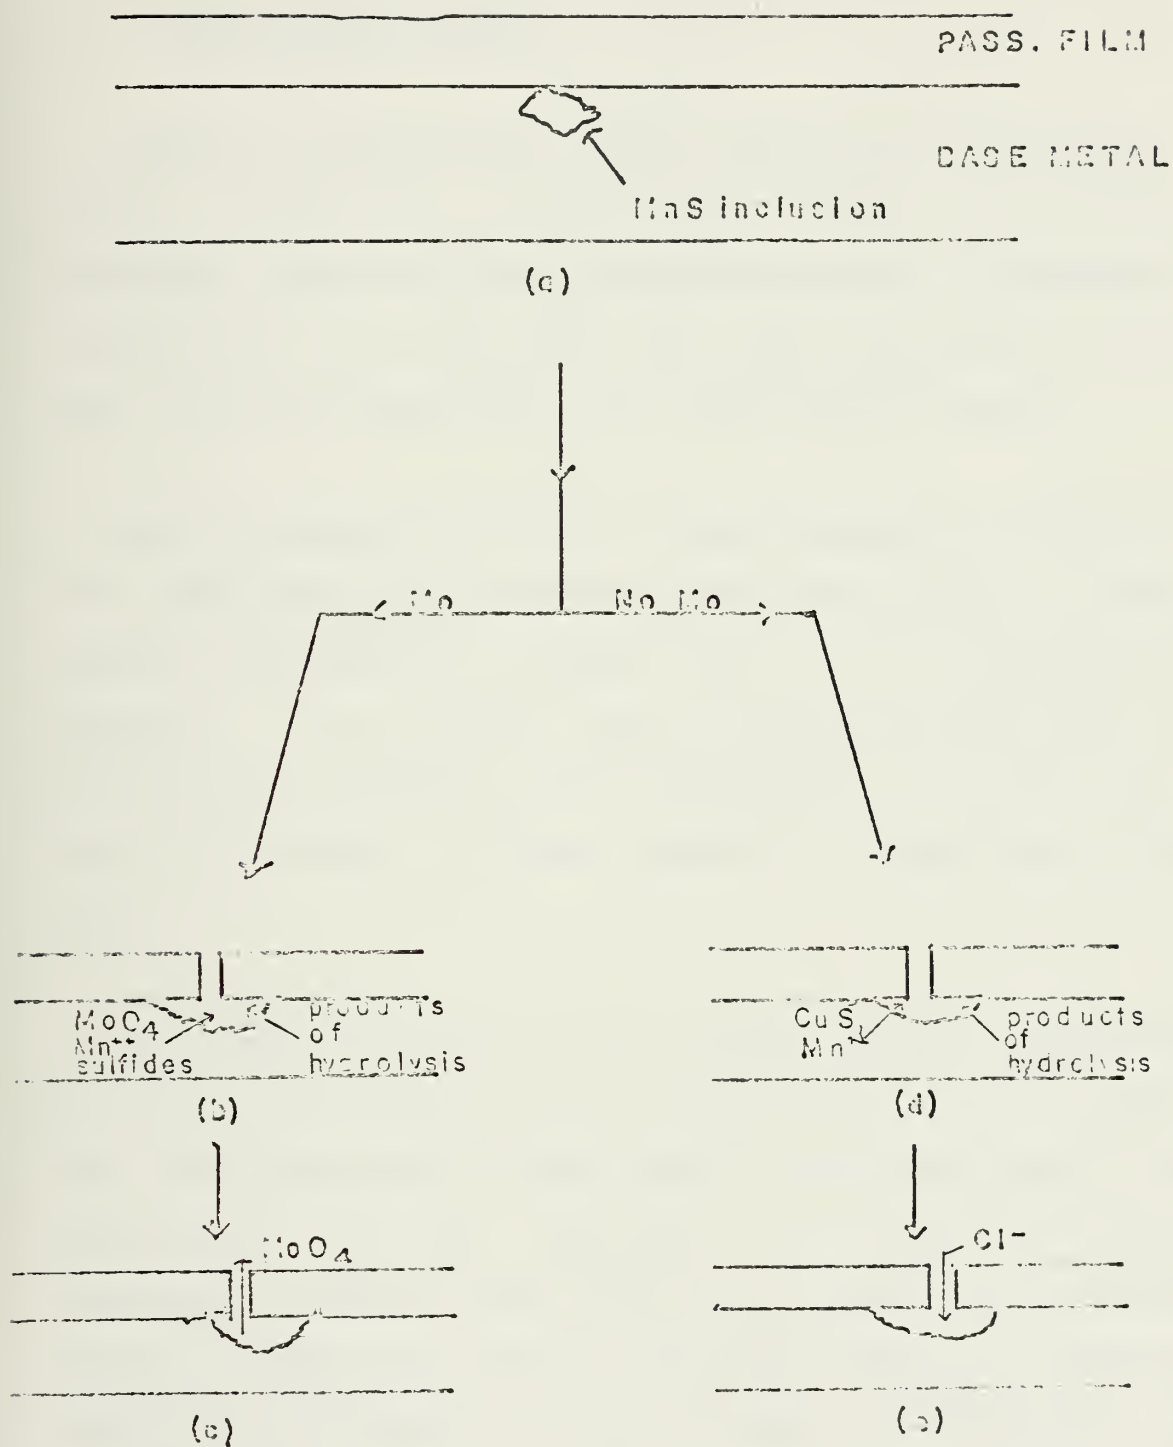 PASS. FILM
BASE METAL
MnS inclusion
(a)
Mo
No Mo
MoO4
Mn++
sulfides
products
of
hydrolysis
(b)
CuS,
Mn
products
of
hydrolysis
(d)
MoO4
(c)
Cl-
(e)